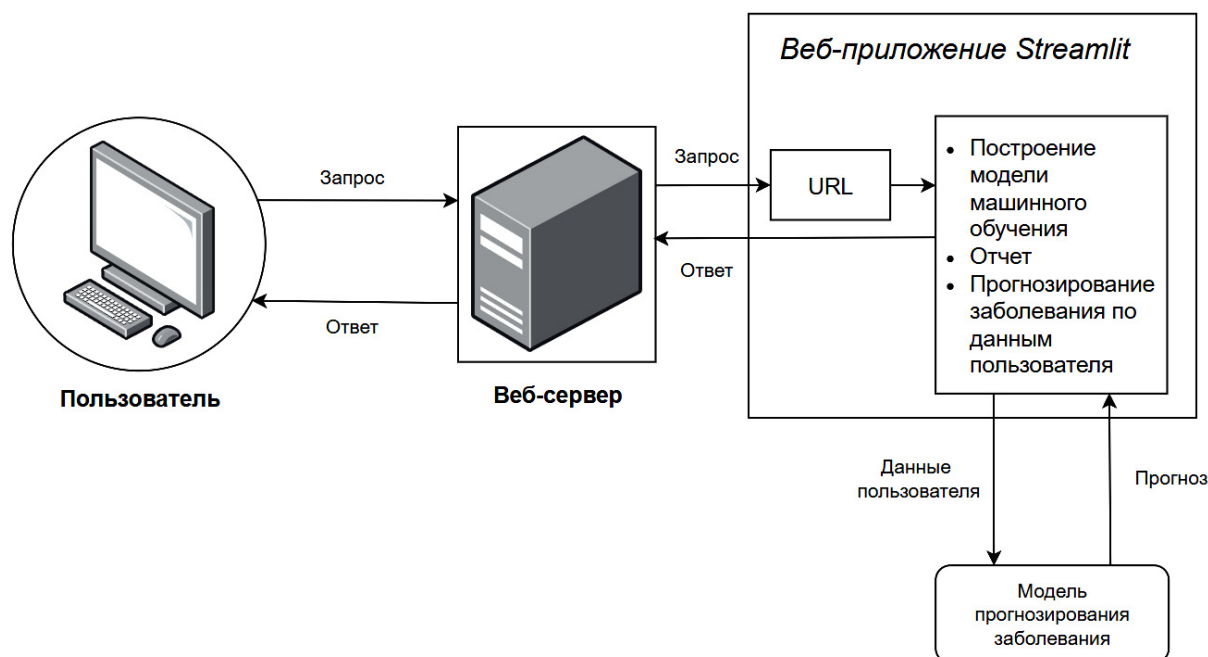 Веб-приложение Streamlit
Запрос
Ответ
Пользователь
Веб-сервер
Запрос
Ответ
URL
• Построение
модели
машинного
обучения
• Отчет
• Прогнозирование
заболевания по
данным
пользователя
Данные
пользователя
Прогноз
Модель
прогнозирования
заболевания